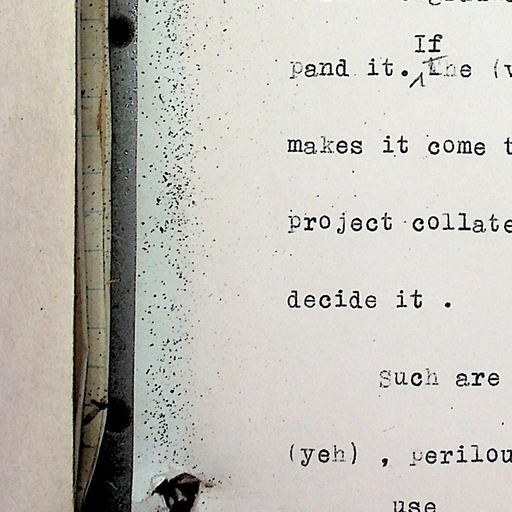 If
pand it. The (v
makes it come t
project collate
decide it .
Such are
(yeh) , perilou
use